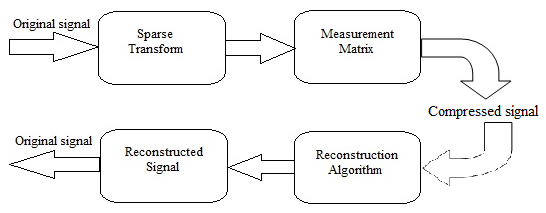 Original signal
Sparse
Transform
Measurement
Matrix
Compressed signal
Original signal
Reconstructed
Signal
Reconstruction
Algorithm